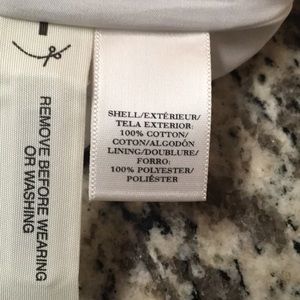 SHELL/EXTÉRIEUR/
TELA EXTERIOR:
100% COTTON/
COTON/ALGODÓN
LINING/DOUBLURE/
FORRO:
100% POLYESTER/
POLIÉSTER
REMOVE BEFORE WEARING
OR WASHING